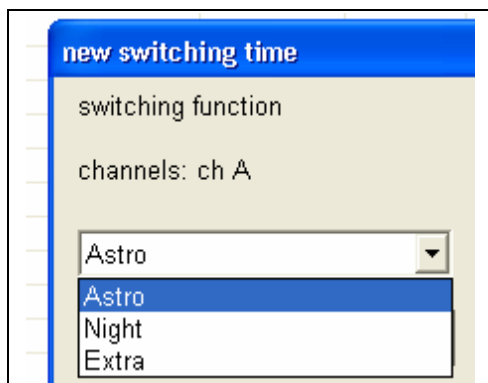 new switching time
switching function
channels: ch A
Astro
Astro
Night
Extra